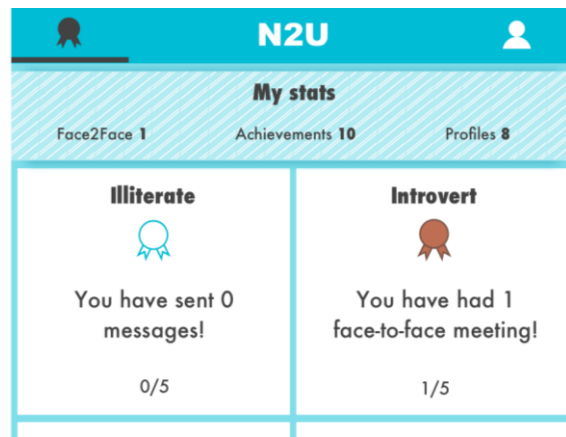 N2U
My stats
Face2Face 1 Achievements 10 Profiles 8
Illiterate
You have sent 0
messages!
0/5
Introvert
You have had 1
face-to-face meeting!
1/5